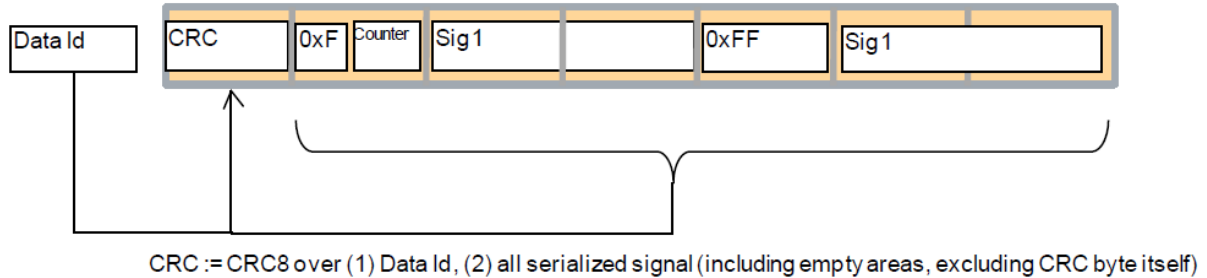 Data Id
CRC
0xF
Counter
Sig1
0xFF
Sig1
CRC := CRC8 over (1) Data Id, (2) all serialized signal (including empty areas, excluding CRC byte itself)